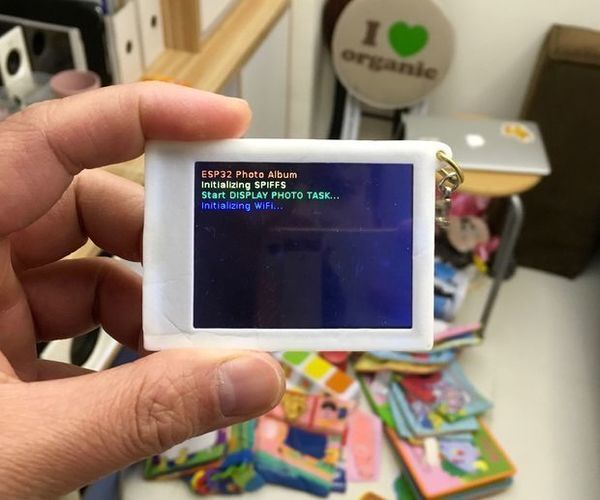 I 
organic
ESP32 Photo Album
Initializing SPIFFS
Start DISPLAY PHOTO TASK...
Initializing WiFi...